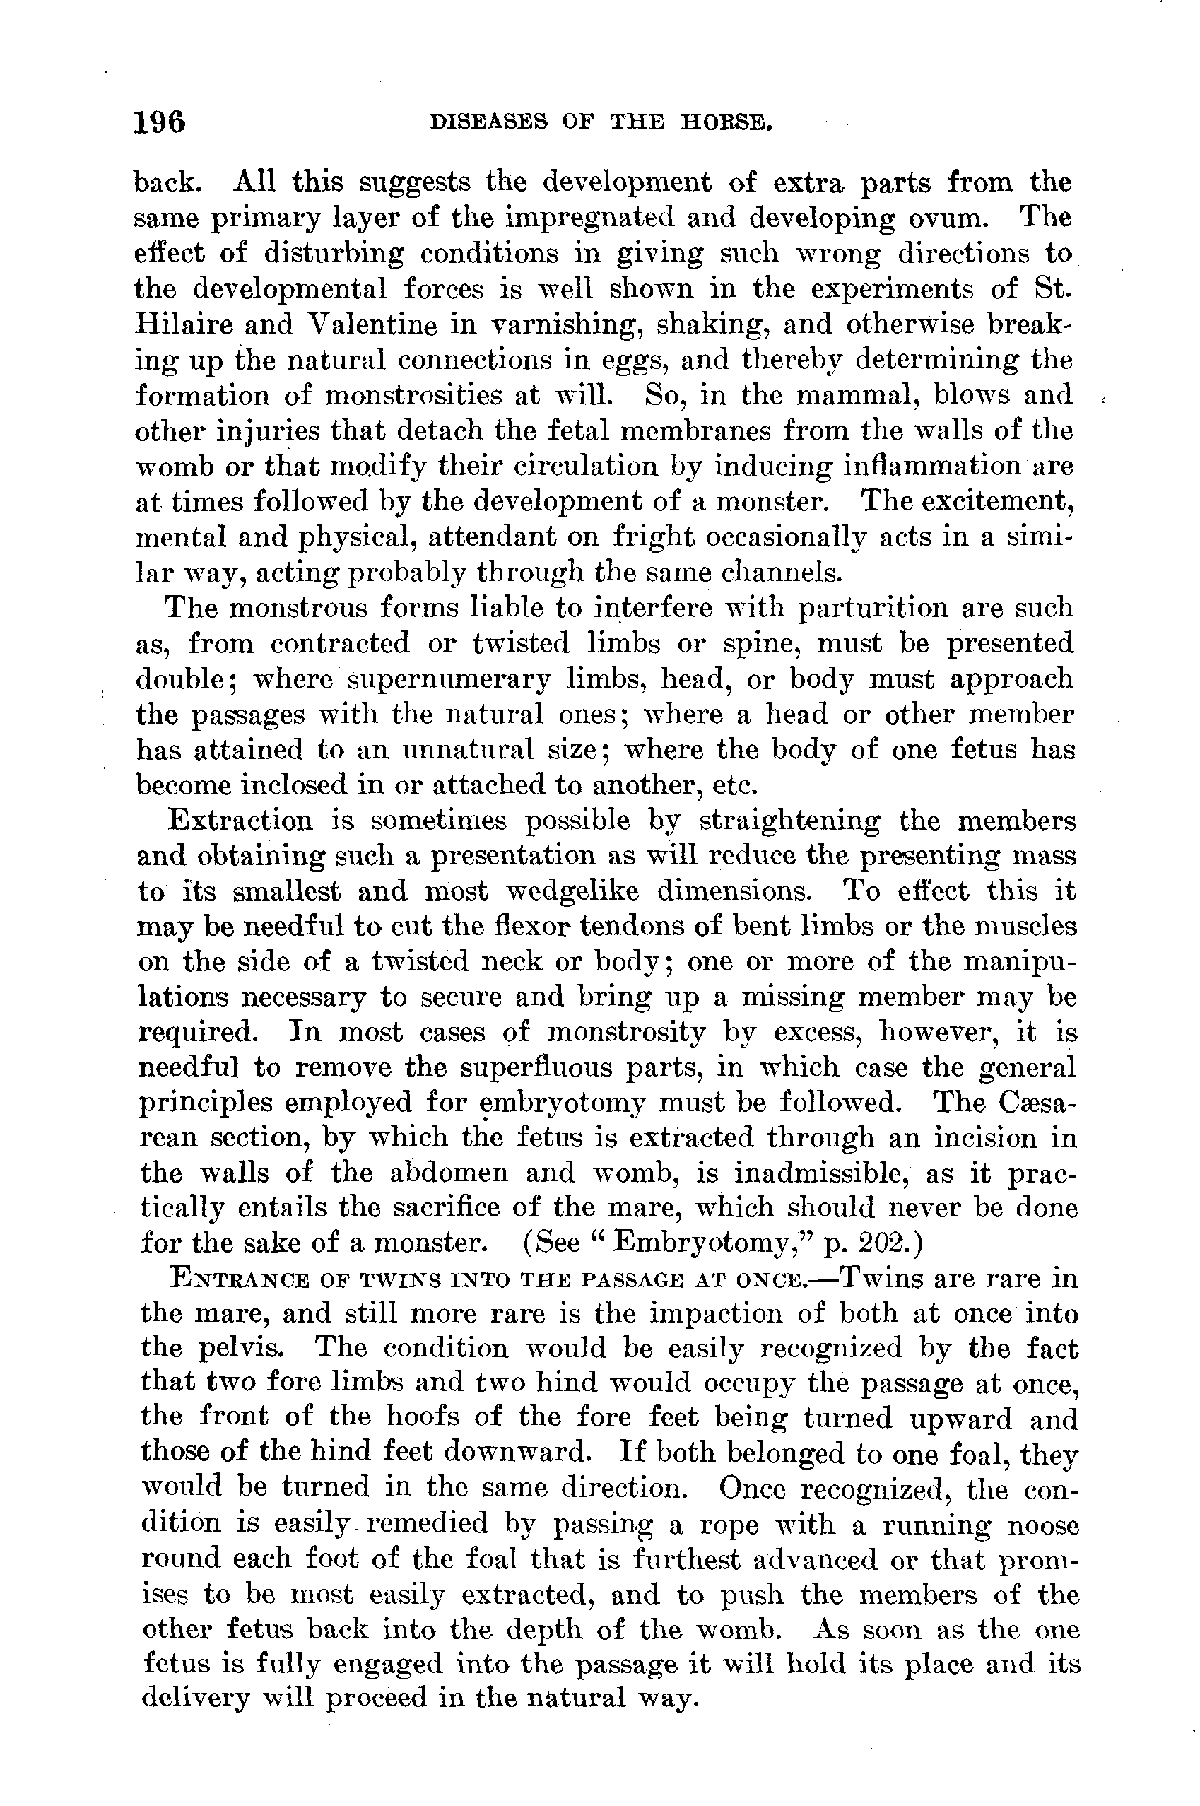 196 DISEASES OF THE HORSE.
back. All this suggests the development of extra parts from the
same primary layer of the impregnated and developing ovum. The
effect of disturbing conditions in giving such wrong directions to
the developmental forces is well shown in the experiments of St.
Hilaire and Valentine in varnishing, shaking, and otherwise break-
ing up the natural connections in eggs, and thereby determining the
formation of monstrosities at will. So, in the mammal, blows and
other injuries that detach the fetal membranes from the walls of the
womb or that modify their circulation by inducing inflammation are
at times followed by the development of a monster. The excitement,
mental and physical, attendant on fright occasionally acts in a simi-
lar way, acting probably through the same channels.
The monstrous forms liable to interfere with parturition are such
as, from contracted or twisted limbs or spine, must be presented
double; where supernumerary limbs, head, or body must approach
the passages with the natural ones; where a head or other member
has attained to an unnatural size; where the body of one fetus has
become inclosed in or attached to another, etc.
Extraction is sometimes possible by straightening the members
and obtaining such a presentation as will reduce the presenting mass
to its smallest and most wedgelike dimensions. To effect this it
may be needful to cut the flexor tendons of bent limbs or the muscles
on the side of a twisted neck or body; one or more of the manipu-
lations necessary to secure and bring up a missing member may be
required. In most cases of monstrosity by excess, however, it is
needful to remove the superfluous parts, in which case the general
principles employed for embryotomy must be followed. The Cæsa-
rean section, by which the fetus is extracted through an incision in
the walls of the abdomen and womb, is inadmissible, as it prac-
tically entails the sacrifice of the mare, which should never be done
for the sake of a monster. (See “ Embryotomy,” p. 202.)
ENTRANCE OF TWINS INTO THE PASSAGE AT ONCE.—Twins are rare in
the mare, and still more rare is the impaction of both at once into
the pelvis. The condition would be easily recognized by the fact
that two fore limbs and two hind would occupy the passage at once,
the front of the hoofs of the fore feet being turned upward and
those of the hind feet downward. If both belonged to one foal, they
would be turned in the same direction. Once recognized, the con-
dition is easily remedied by passing a rope with a running noose
round each foot of the foal that is furthest advanced or that prom-
ises to be most easily extracted, and to push the members of the
other fetus back into the depth of the womb. As soon as the one
fetus is fully engaged into the passage it will hold its place and its
delivery will proceed in the natural way.